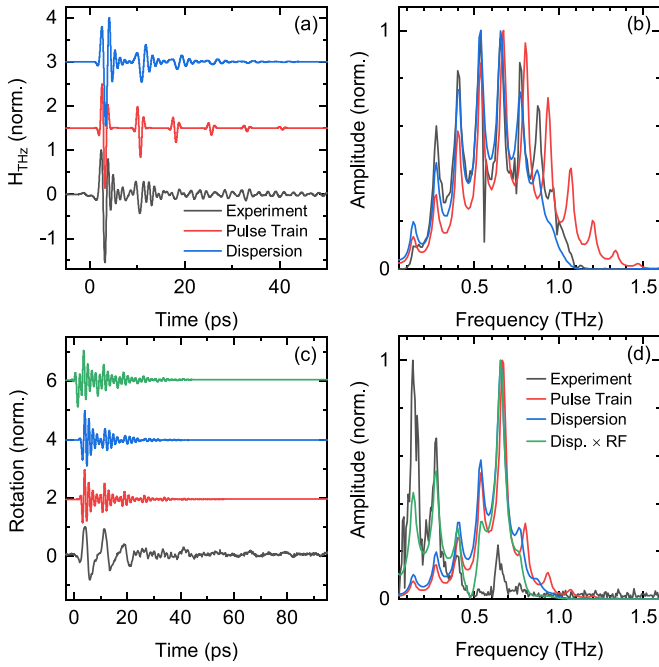 (a)
H_THz (norm.)
4
3
2
1
0
-1
Experiment
Pulse Train
Dispersion
0 20 40
Time (ps)
(b)
Amplitude (norm.)
1
0
0.5 1.0 1.5
Frequency (THz)
(c)
Rotation (norm.)
6
4
2
0
0 20 40 60 80
Time (ps)
(d)
Amplitude (norm.)
1
0
Experiment
Pulse Train
Dispersion
Disp. × RF
0.5 1.0 1.5
Frequency (THz)